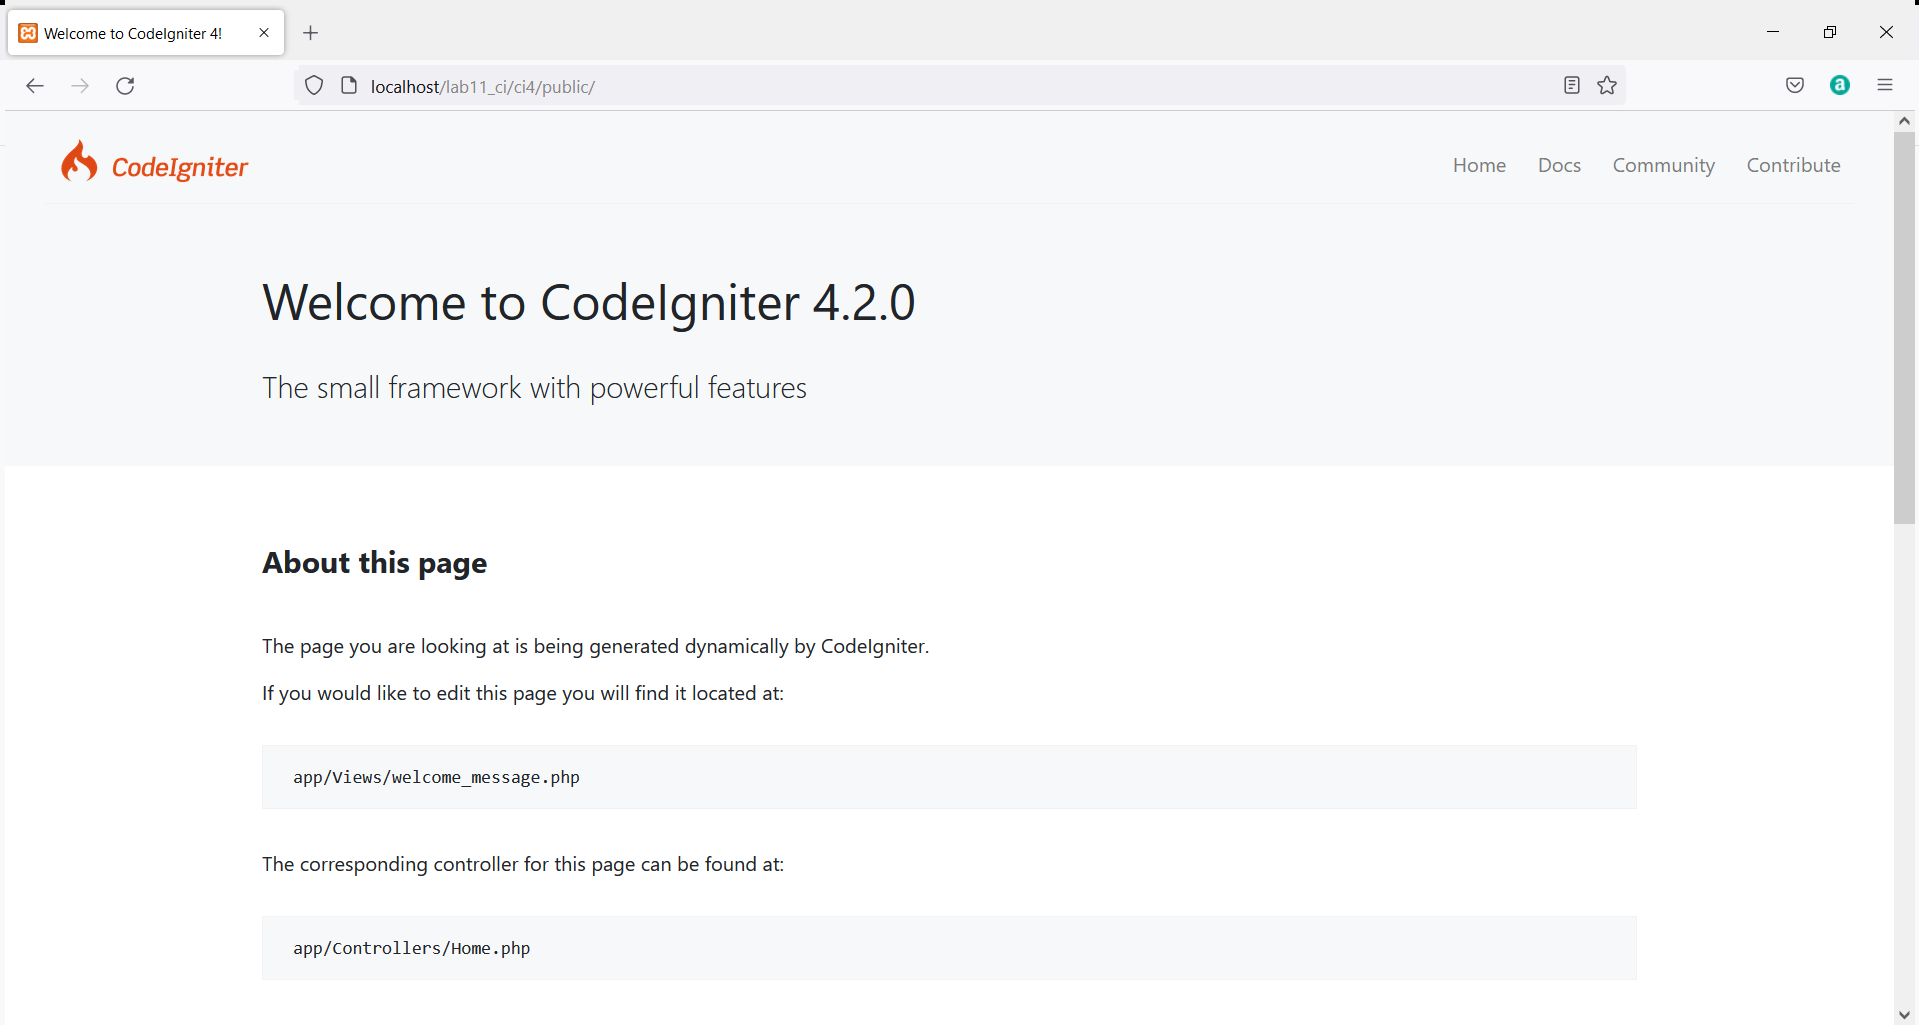 Welcome to CodeIgniter 4!
localhost/lab11_ci/ci4/public/
CodeIgniter
Home Docs Community Contribute
Welcome to CodeIgniter 4.2.0
The small framework with powerful features
About this page
The page you are looking at is being generated dynamically by CodeIgniter.
If you would like to edit this page you will find it located at:
app/Views/welcome_message.php
The corresponding controller for this page can be found at:
app/Controllers/Home.php